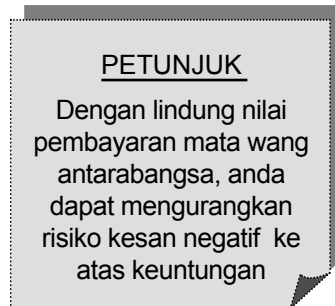 PETUNJUK
Dengan lindung nilai
pembayaran mata wang
antarabangsa, anda
dapat mengurangkan
risiko kesan negatif ke
atas keuntungan